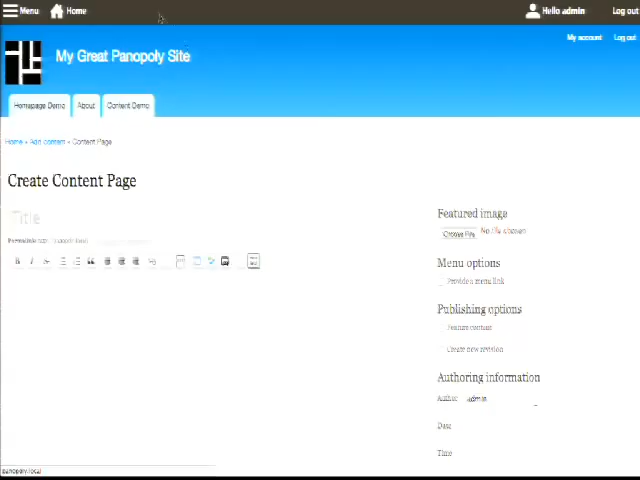 Menu Home Hello admin Log out
My account Log out
My Great Panopoly Site
Homepage Demo About Content Demo
Home » Add content » Content Page
Create Content Page
Title
Featured image
Choose File No file chosen
Menu options
Provide a menu link
Publishing options
Feature content
Create new revision
Authoring information
Author admin
Date
Time
panopoly.local